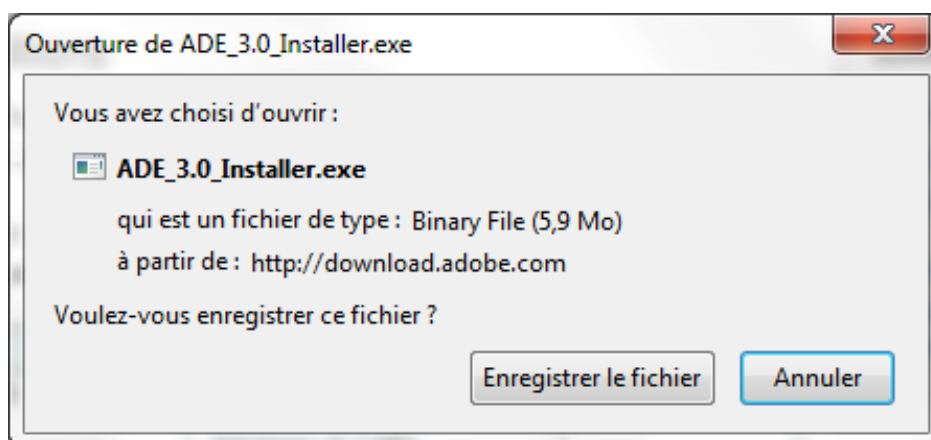 Ouverture de ADE_3.0_Installer.exe
Vous avez choisi d'ouvrir :
ADE_3.0_Installer.exe
qui est un fichier de type : Binary File (5,9 Mo)
à partir de : http://download.adobe.com
Voulez-vous enregistrer ce fichier ?
Enregistrer le fichier
Annuler